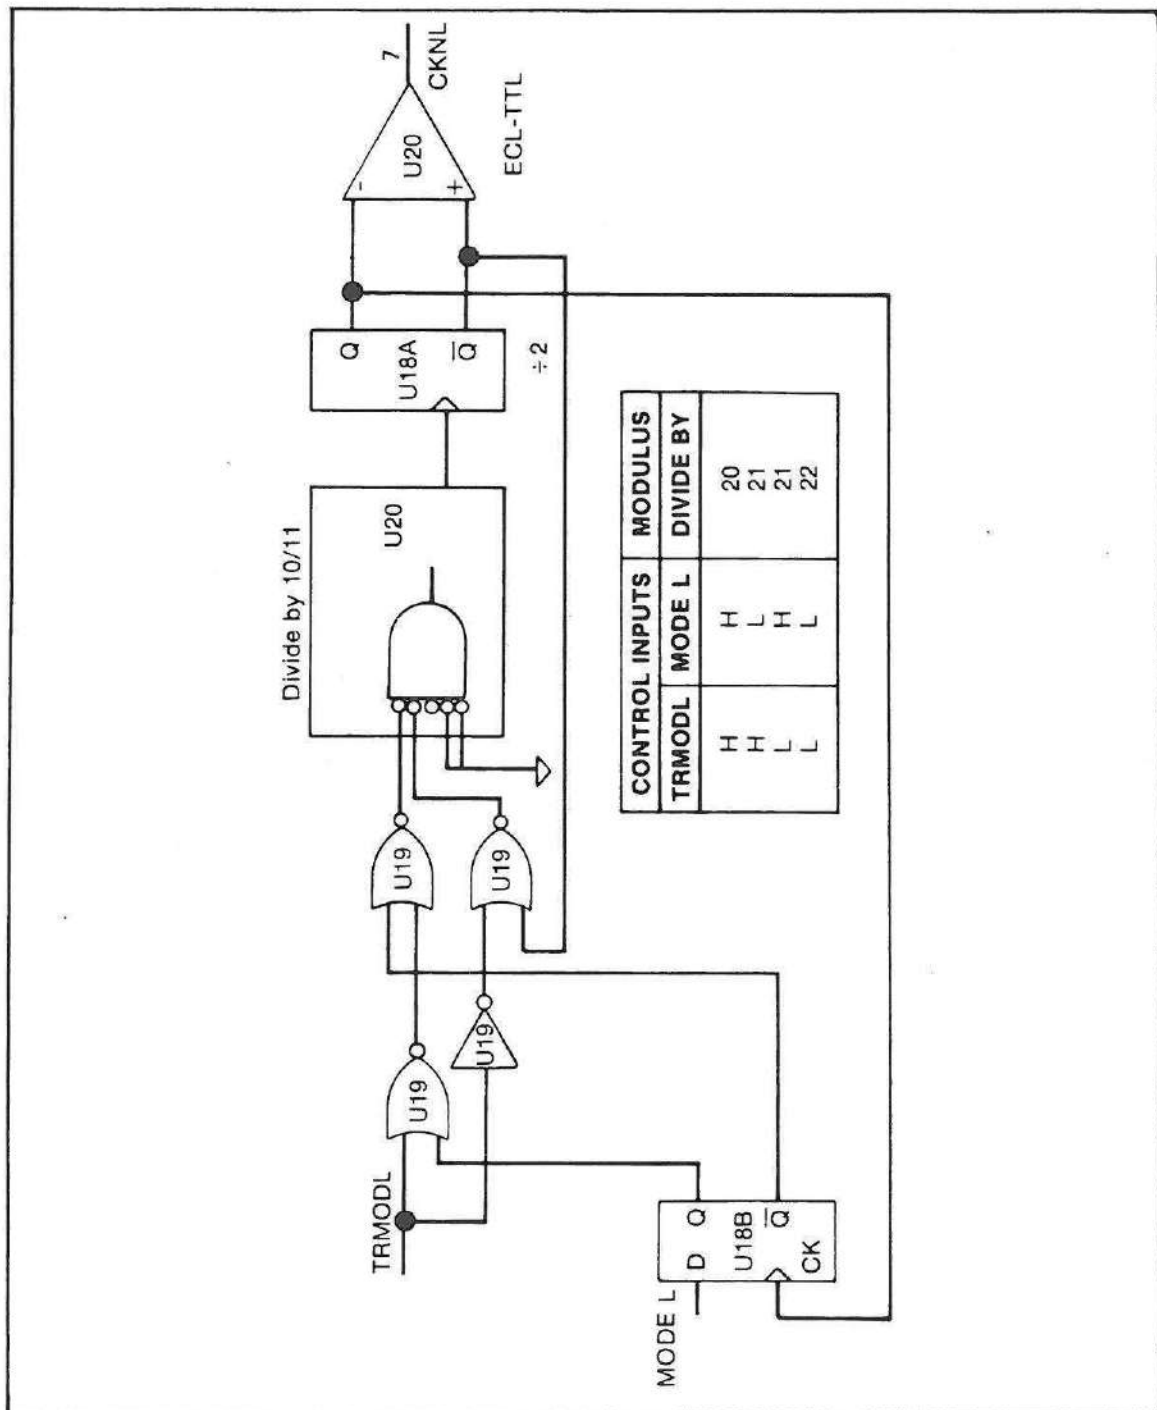 TRMODL
U19
U19
U19
U19
Divide by 10/11
U20
Q
U18A
Q
÷2
-
U20
+
7
CKNL
ECL-TTL
MODE L
D Q
U18B
Q
CK
CONTROL INPUTS MODULUS
TRMODL MODE L DIVIDE BY
H H 20
H L 21
L H 21
L L 22